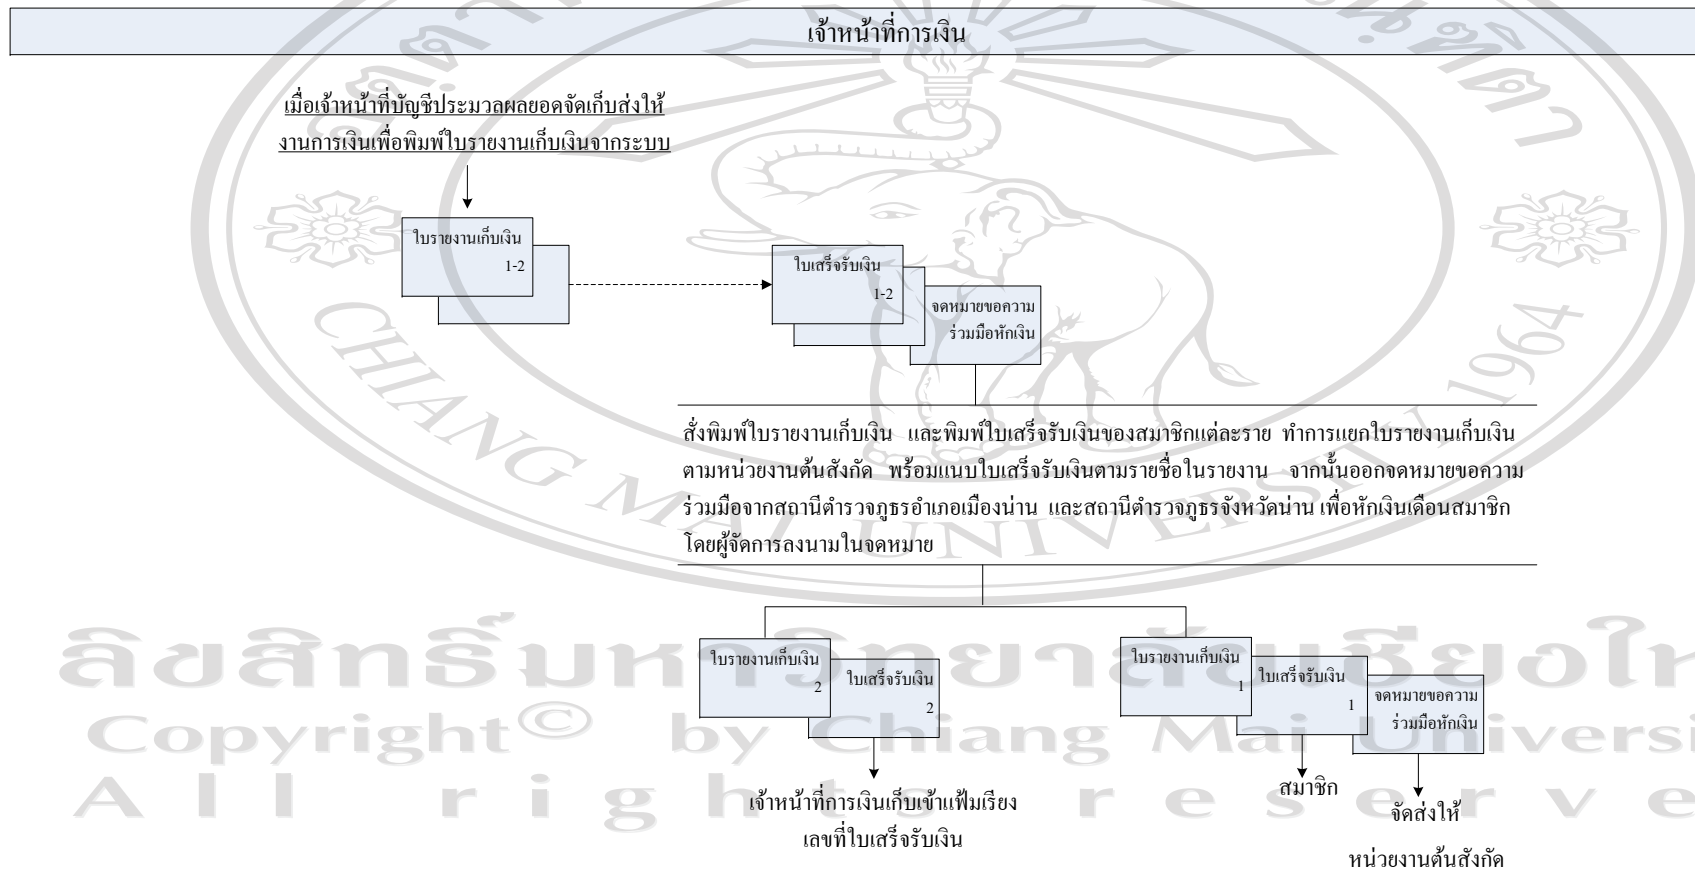 เจ้าหน้าที่การเงิน
เมื่อเจ้าหน้าที่บัญชีประมวลผลยอดจัดเก็บส่งให้
งานการเงินเพื่อพิมพ์ใบรายงานเก็บเงินจากระบบ
ใบรายงานเก็บเงิน
1-2
ใบเสร็จรับเงิน
1-2
จดหมายขอความ
ร่วมมือหักเงิน
สั่งพิมพ์ใบรายงานเก็บเงิน และพิมพ์ใบเสร็จรับเงินของสมาชิกแต่ละราย ทำการแยกใบรายงานเก็บเงิน
ตามหน่วยงานต้นสังกัด พร้อมแนบใบเสร็จรับเงินตามรายชื่อในรายงาน จากนั้นออกจดหมายขอความ
ร่วมมือจากสถานีตำรวจภูธรอำเภอเมืองน่าน และสถานีตำรวจภูธรจังหวัดน่าน เพื่อหักเงินเดือนสมาชิก
โดยผู้จัดการลงนามในจดหมาย
ใบรายงานเก็บเงิน
2
ใบเสร็จรับเงิน
2
ใบรายงานเก็บเงิน
1
ใบเสร็จรับเงิน
1
จดหมายขอความ
ร่วมมือหักเงิน
เจ้าหน้าที่การเงินเก็บเข้าแฟ้มเรียง
เลขที่ใบเสร็จรับเงิน
สมาชิก
จัดส่งให้
หน่วยงานต้นสังกัด
CHIANG MAI UNIVERSITY 1964
Copyright© by Chiang Mai Universi
All rights reserve